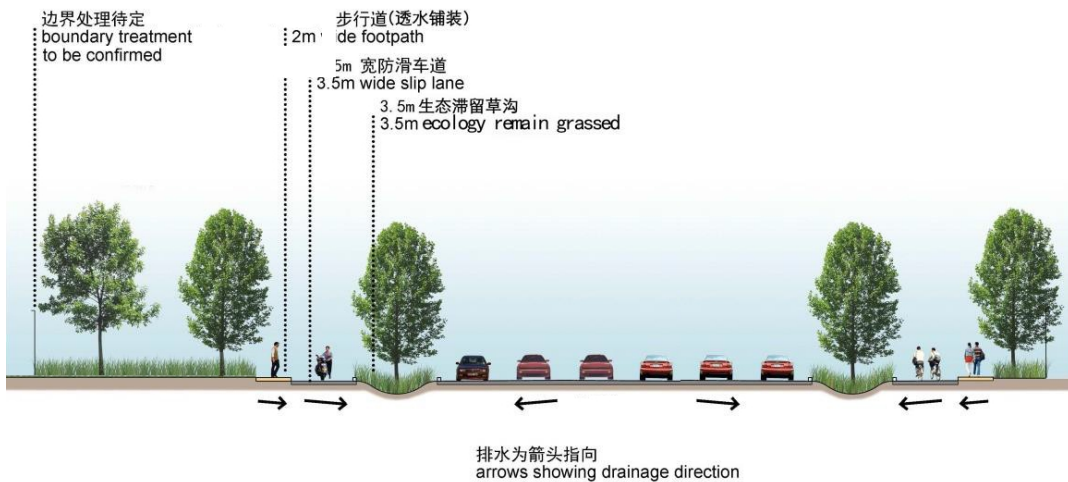 边界处理待定
boundary treatment
to be confirmed
步行道(透水铺装)
2m footpath
5m 宽防滑车道
3.5m wide slip lane
3.5m生态滞留草沟
3.5m ecology remain grassed
排水为箭头指向
arrows showing drainage direction